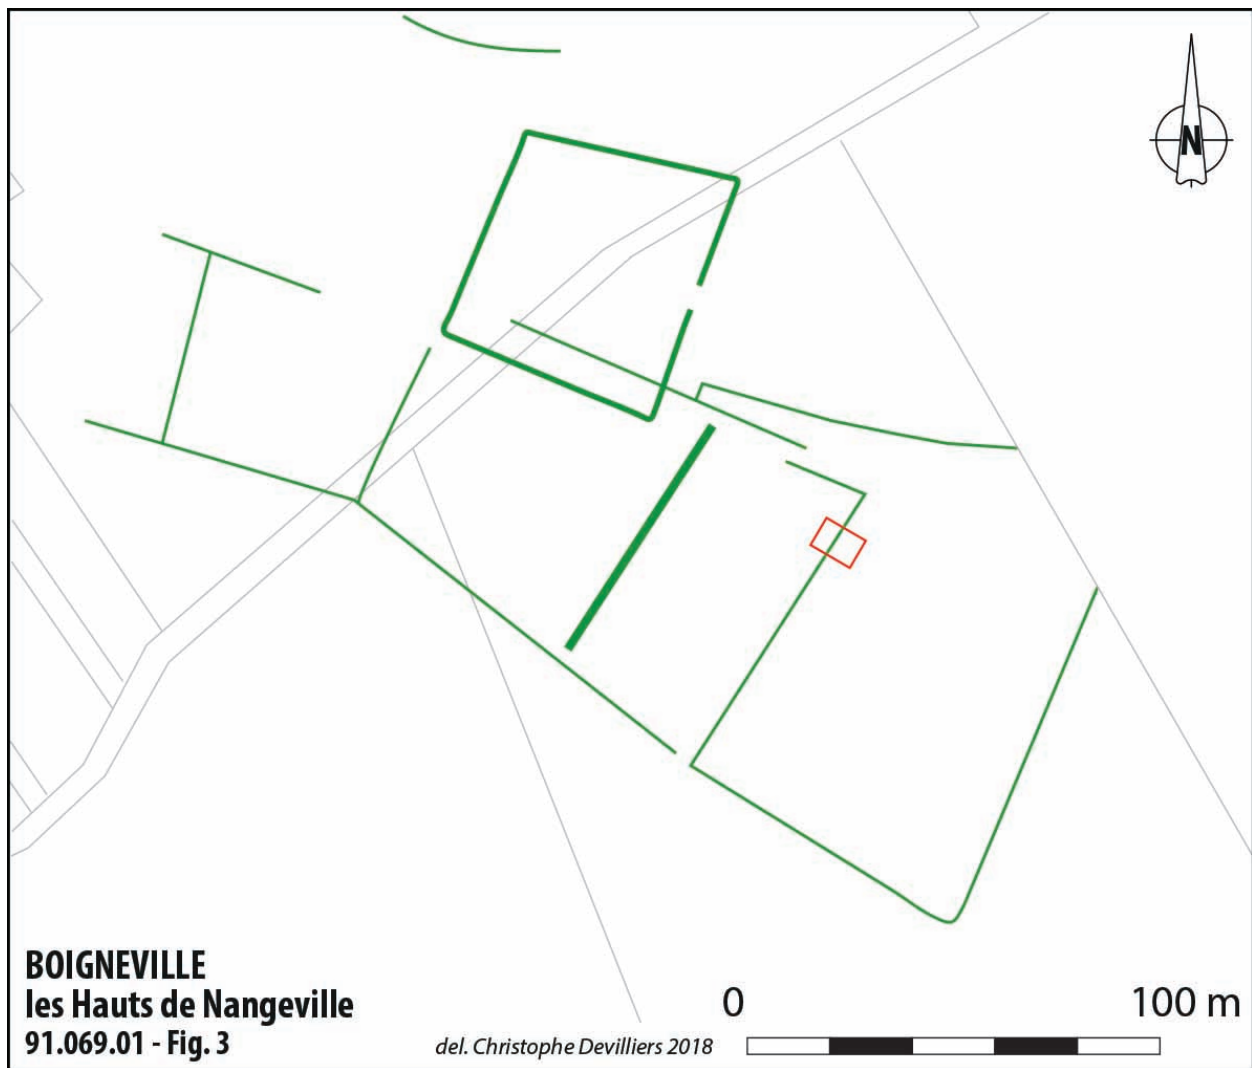 N
BOIGNEVILLE
les Hauts de Nangeville
91.069.01 - Fig. 3
del. Christophe Devilliers 2018
0 100 m